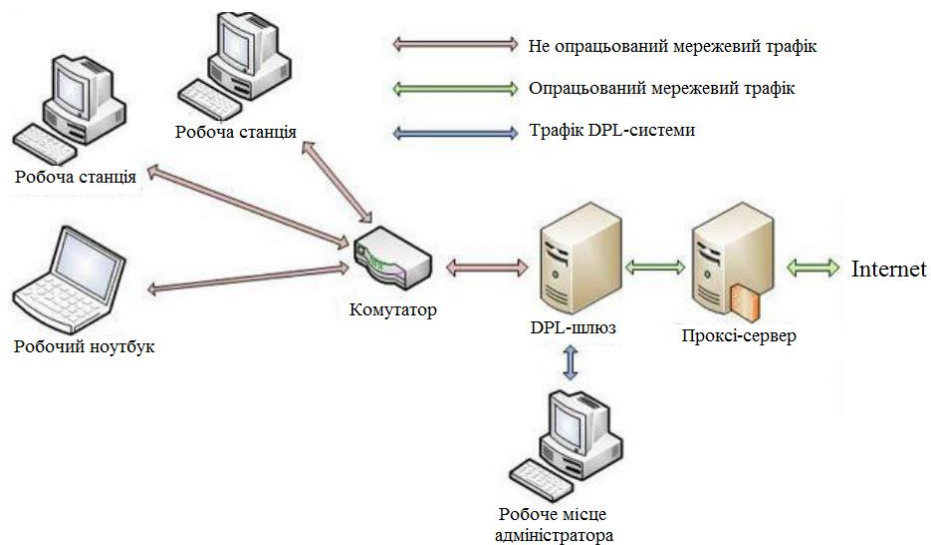 Не опрацьований мережевий трафік
Опрацьований мережевий трафік
Трафік DPL-системи
Робоча станція
Робоча станція
Робочий ноутбук
Комутатор
DPL-шлюз
Проксі-сервер
Internet
Робоче місце
адміністратора